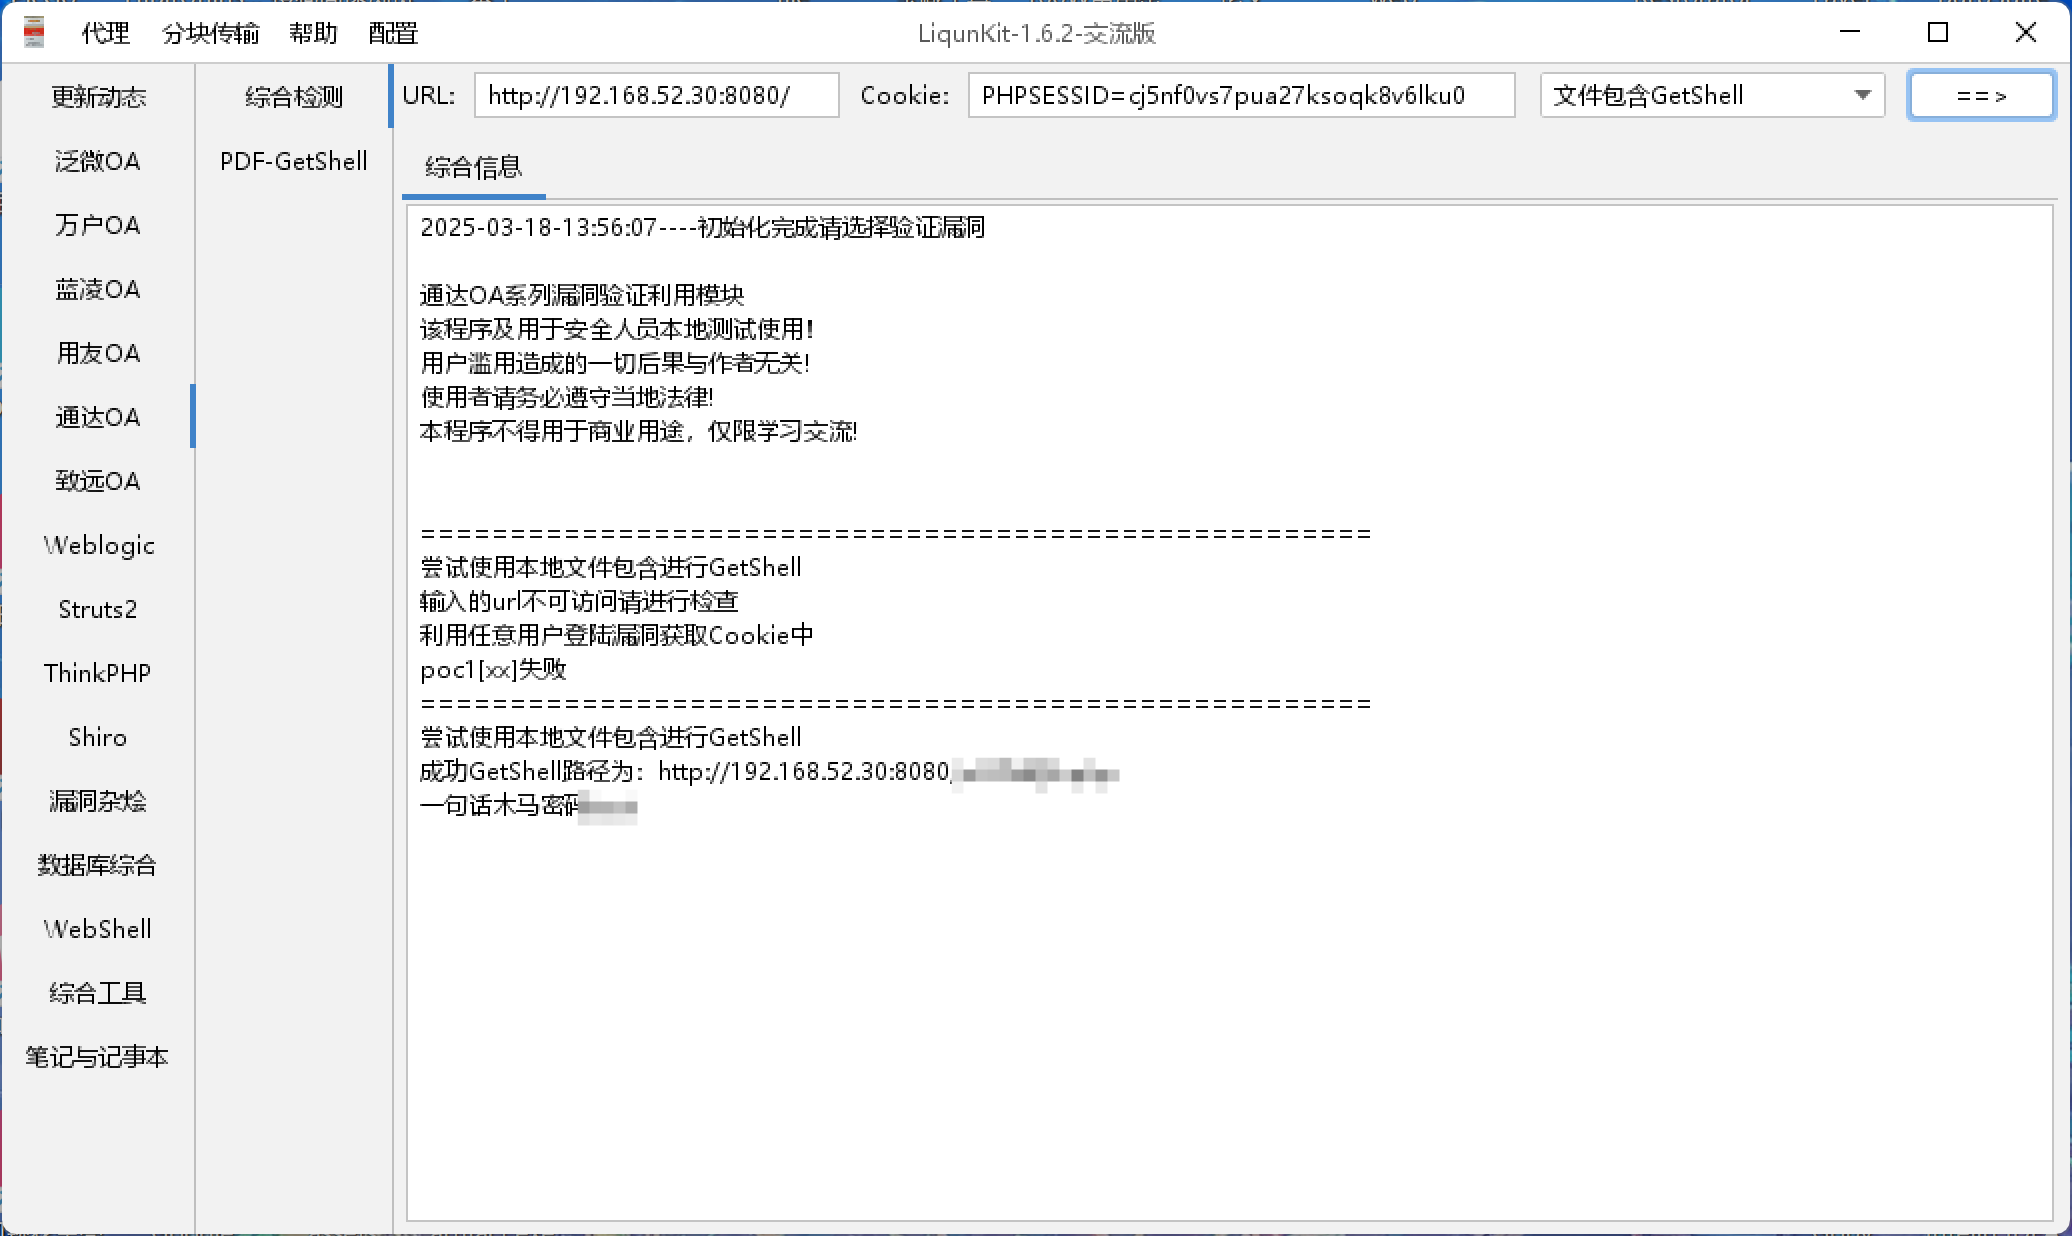 代理 分块传输 帮助 配置 LiqunKit-1.6.2-交流版
更新动态
泛微OA
万户OA
蓝凌OA
用友OA
通达OA
致远OA
Weblogic
Struts2
ThinkPHP
Shiro
漏洞杂烩
数据库综合
WebShell
综合工具
笔记与记事本
综合检测
PDF-GetShell
URL: http://192.168.52.30:8080/ Cookie: PHPSESSID=cj5nf0vs7pua27ksoqk8v6lku0 文件包含GetShell ==>
综合信息
2025-03-18-13:56:07----初始化完成请选择验证漏洞
通达OA系列漏洞验证利用模块
该程序及用于安全人员本地测试使用!
用户滥用造成的一切后果与作者无关!
使用者请务必遵守当地法律!
本程序不得用于商业用途，仅限学习交流!
===============================================================================
尝试使用本地文件包含进行GetShell
输入的url不可访问请进行检查
利用任意用户登陆漏洞获取Cookie中
poc1[xx]失败
===============================================================================
尝试使用本地文件包含进行GetShell
成功GetShell路径为：http://192.168.52.30:8080
一句话木马密码